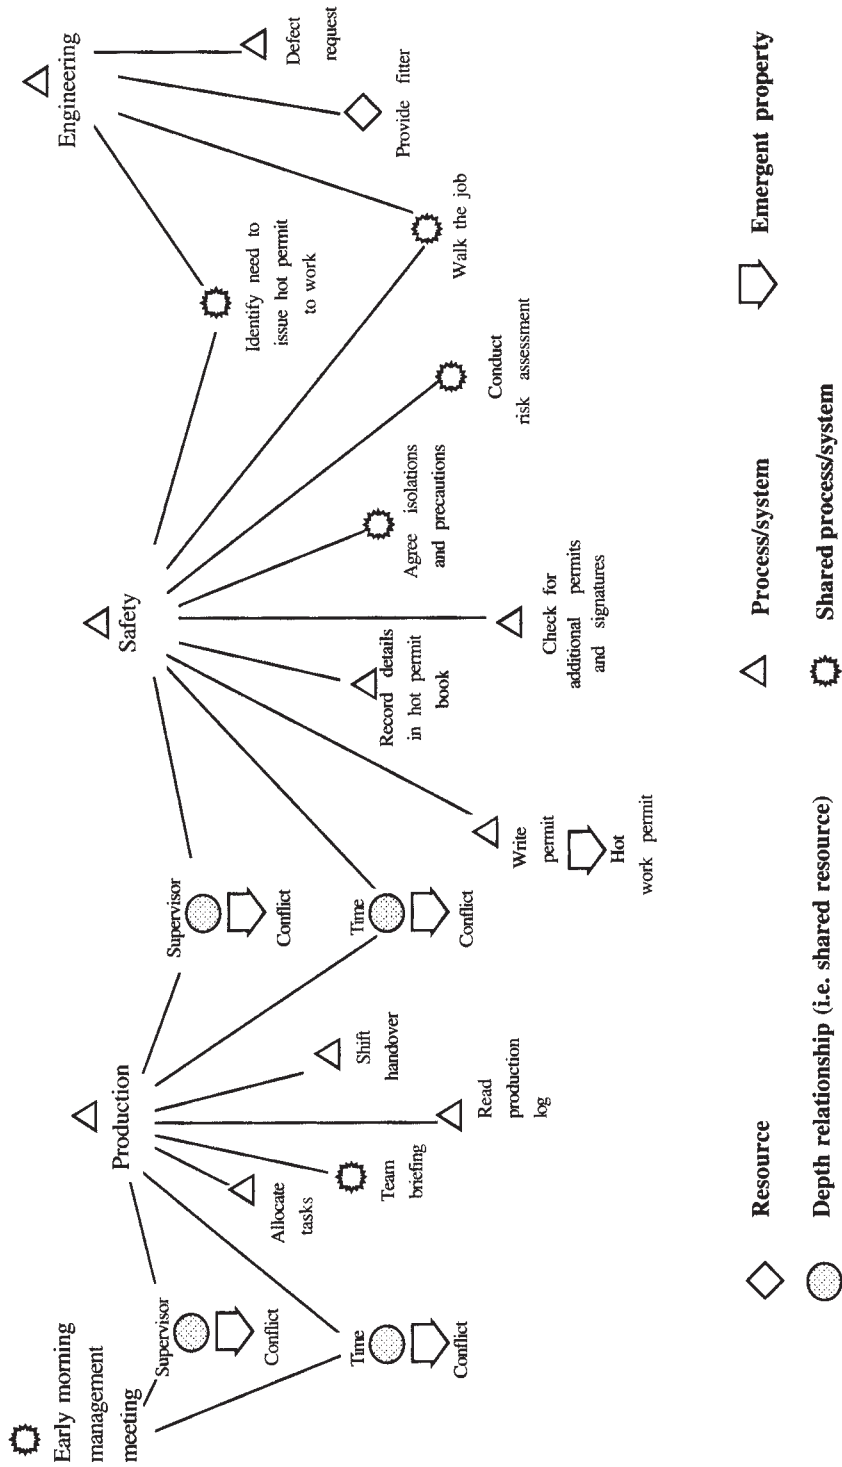 Early morning
management
meeting
Supervisor
Conflict
Time
Conflict
Production
Allocate
tasks
Team
briefing
Read
production
log
Shift
handover
Supervisor
Conflict
Time
Conflict
Safety
Write
permit
Hot
work permit
Record details
in hot permit
book
Check for
additional permits
and signatures
Agree isolations
and precautions
Conduct
risk assessment
Walk the job
Identify need to
issue hot permit
to work
Engineering
Provide fitter
Defect
request
Resource
Process/system
Emergent property
Depth relationship (i.e. shared resource)
Shared process/system